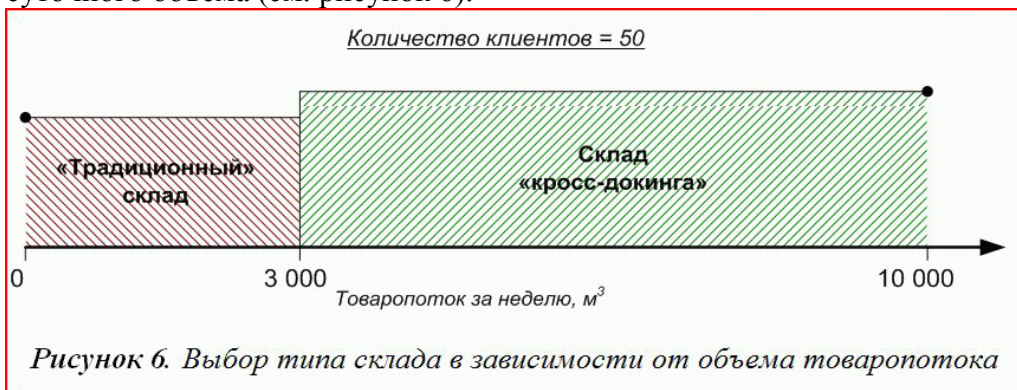 суточного объема (см. рисунок 6).
Количество клиентов = 50
«Традиционный»
склад
Склад
«кросс-докинга»
0
3 000
10 000
Товаропоток за неделю, м³
Рисунок 6. Выбор типа склада в зависимости от объема товаропотока